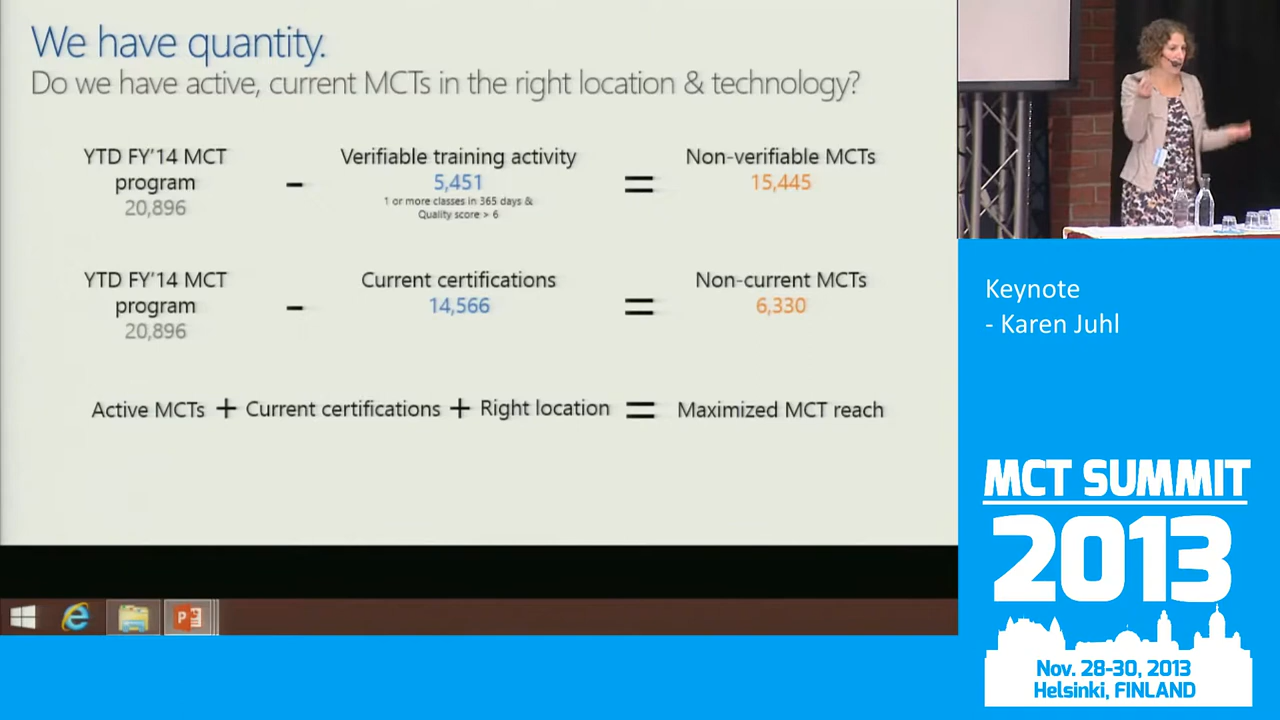 We have quantity.
Do we have active, current MCTs in the right location & technology?
YTD FY'14 MCT
program
20,896
-
Verifiable training activity
5,451
1 or more classes in 365 days &
Quality score > 6
=
Non-verifiable MCTs
15,445
YTD FY'14 MCT
program
20,896
-
Current certifications
14,566
=
Non-current MCTs
6,330
Active MCTs + Current certifications + Right location = Maximized MCT reach
Keynote
- Karen Juhl
MCT SUMMIT
2013
Nov. 28-30, 2013
Helsinki, FINLAND